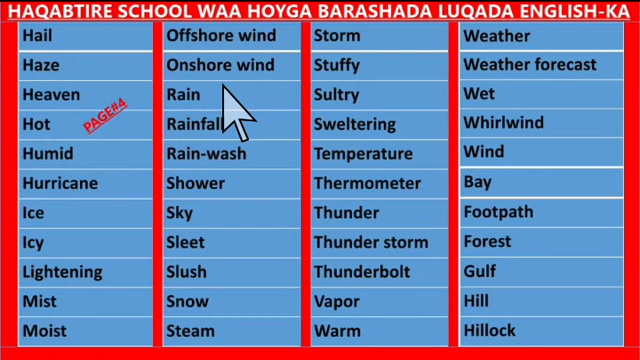 HAQABTIRE SCHOOL WAA HOYGA BARASHADA LUQADA ENGLISH-KA
Hail Offshore wind Storm Weather
Haze Onshore wind Stuffy Weather forecast
Heaven Rain Sultry Wet
Hot PAGE#4 Rainfall Sweltering Whirlwind
Humid Rain-wash Temperature Wind
Hurricane Shower Thermometer Bay
Ice Sky Thunder Footpath
Icy Sleet Thunder storm Forest
Lightening Slush Thunderbolt Gulf
Mist Snow Vapor Hill
Moist Steam Warm Hillock